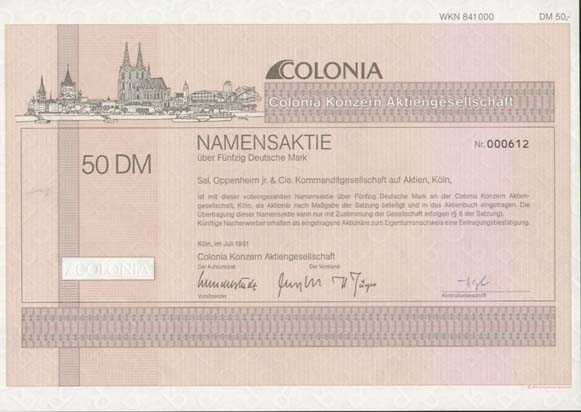 WKN 841000 DM 50,-
COLONIA
Colonia Konzern Aktiengesellschaft
NAMENSAKTIE
Nr. 000612
über Fünfzig Deutsche Mark
50 DM
Sal. Oppenheim jr. & Cie. Kommanditgesellschaft auf Aktien, Köln,
ist mit dieser vollgezahlten Namensaktie über Fünfzig Deutsche Mark an der Colonia Konzern Aktien-
gesellschaft, Köln, als Aktionär nach Maßgabe der Satzung beteiligt und in das Aktienbuch eingetragen. Die
Übertragung dieser Namensaktie kann nur mit Zustimmung der Gesellschaft erfolgen (§ 6 der Satzung).
Künftige Nacherwerber erhalten als eingetragene Aktionäre zum Eigentumsnachweis eine Eintragungsbestätigung.
Köln, im Juli 1991
Colonia Konzern Aktiengesellschaft
Der Aufsichtsrat Der Vorstand
Vorsitzender
Kontrollunterschrift
COLONIA